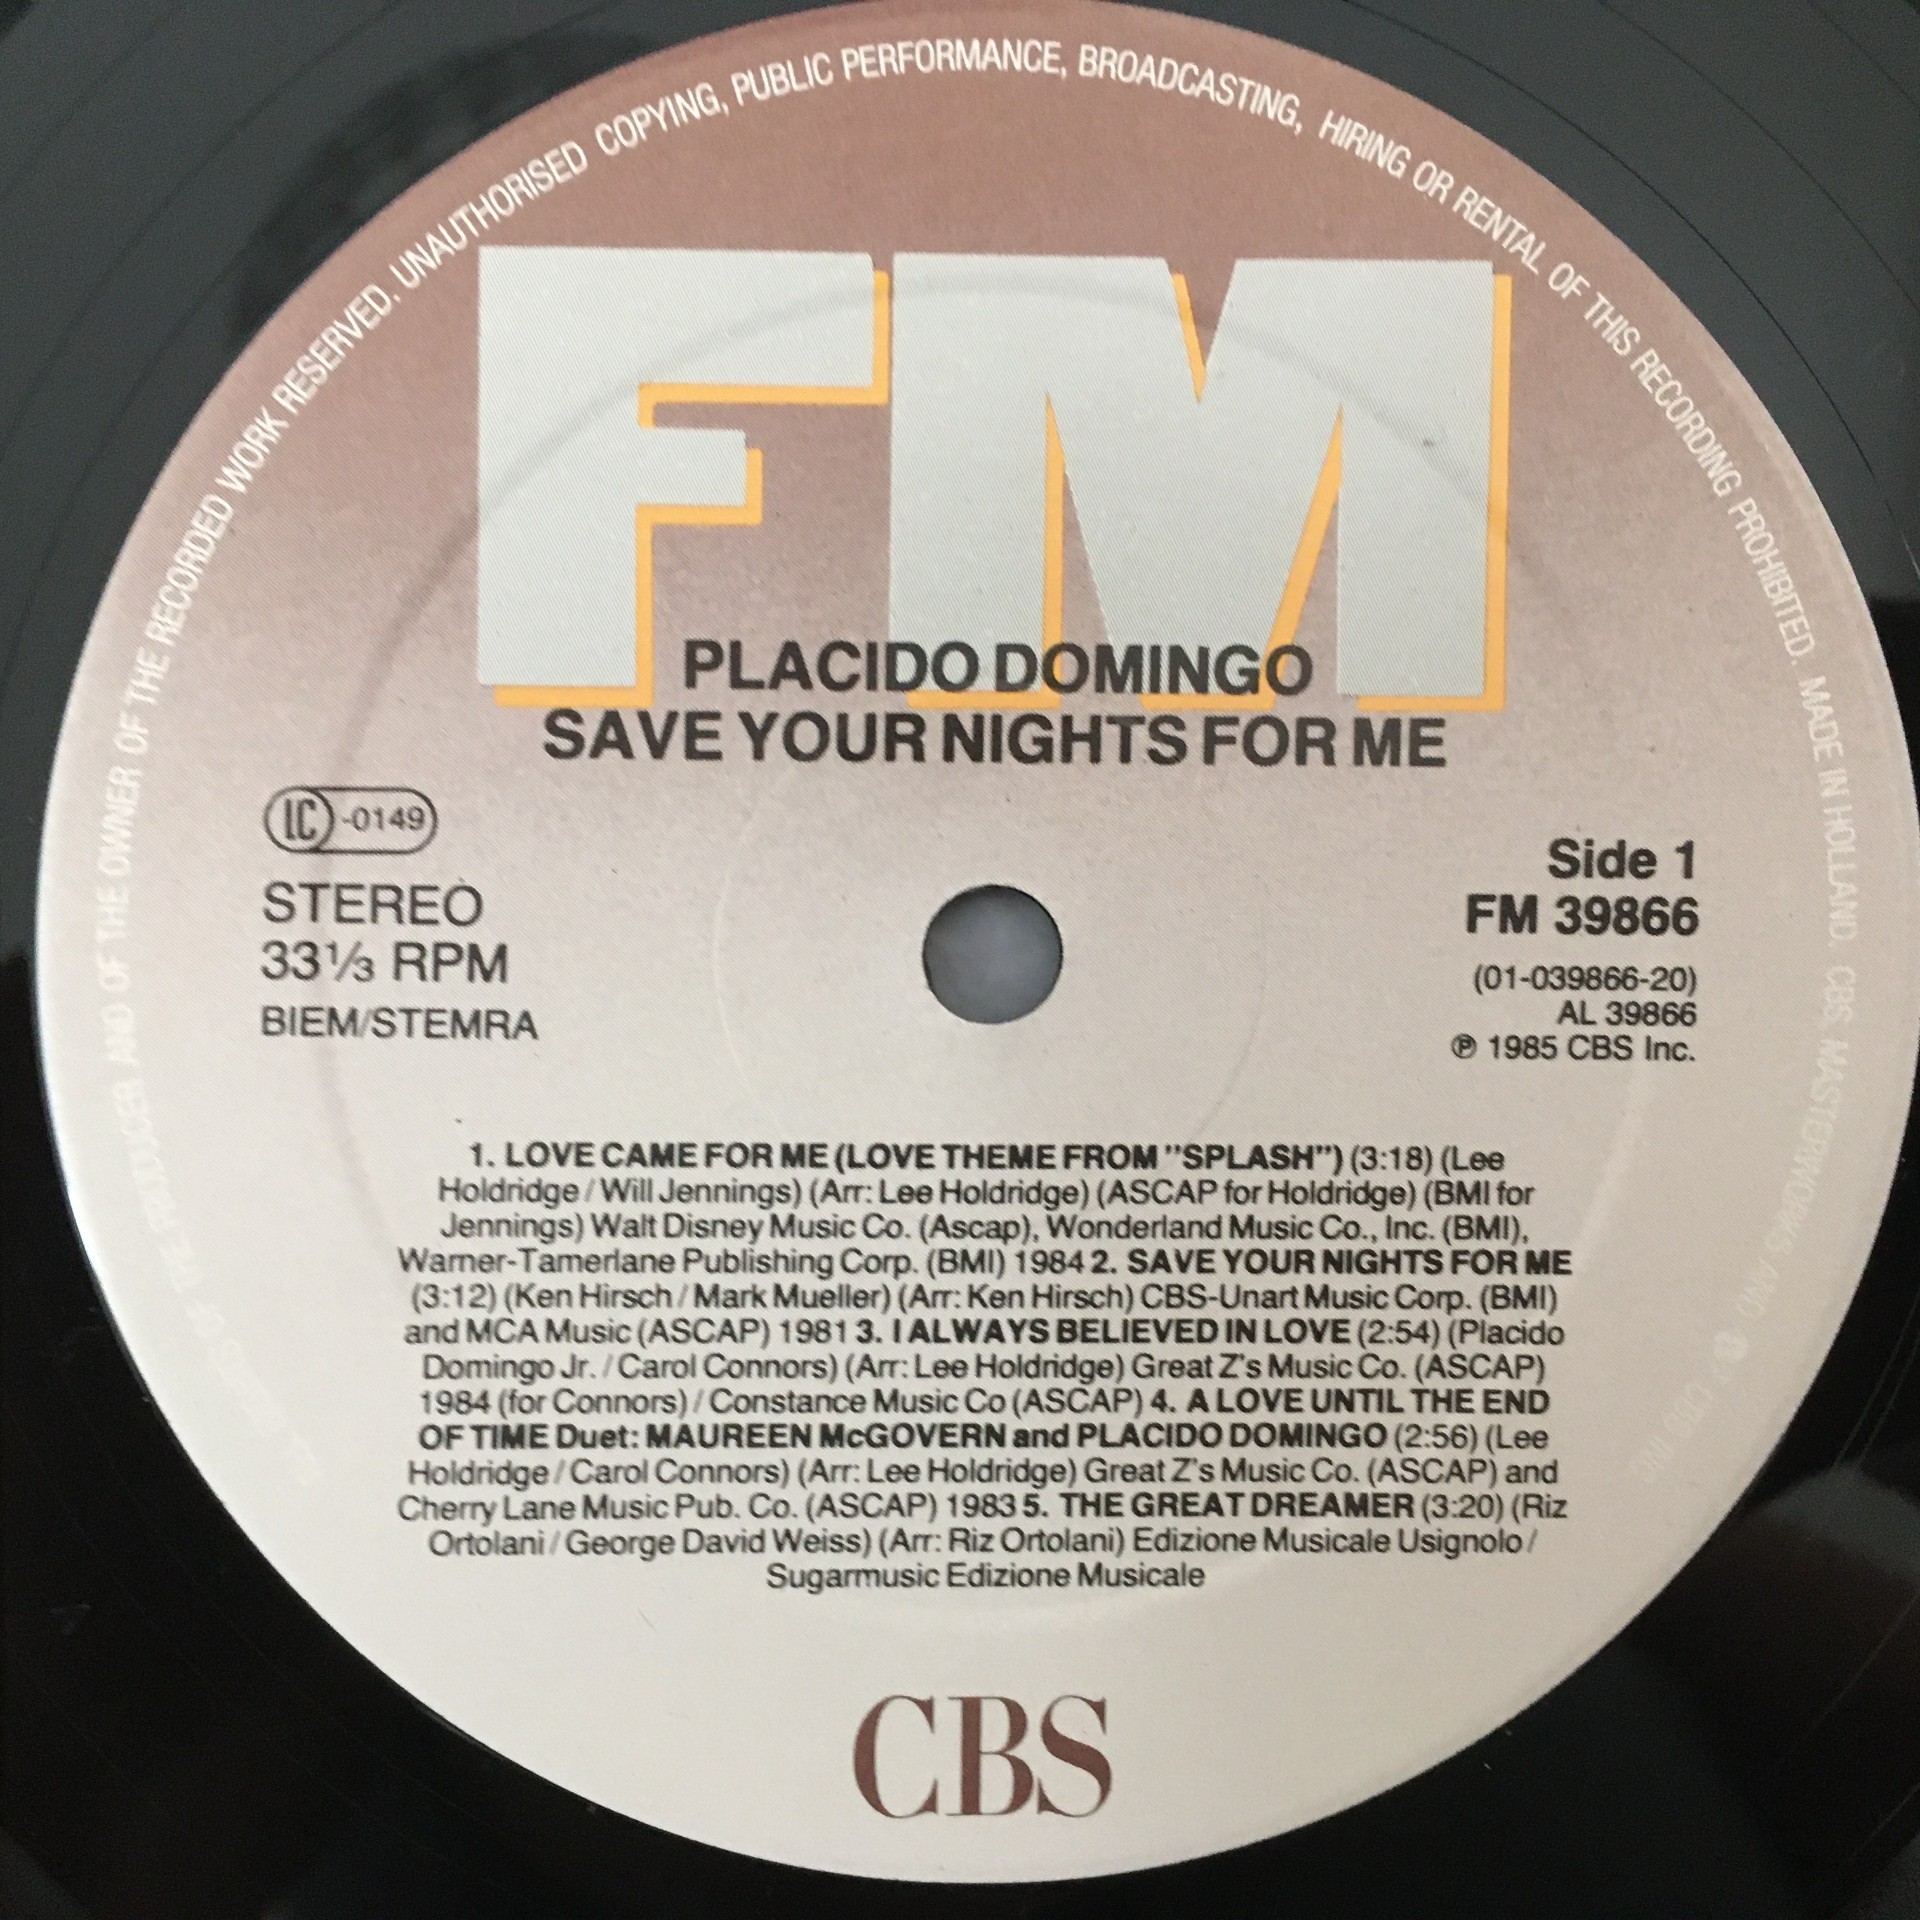 ALL RIGHTS OF THE PRODUCER AND OF THE OWNER OF THE RECORDED WORK RESERVED. UNAUTHORISED COPYING, PUBLIC PERFORMANCE, BROADCASTING, HIRING OR RENTAL OF THIS RECORDING PROHIBITED. MADE IN HOLLAND. CBS, MASTERWORKS AND CBS INC.
FM
PLACIDO DOMINGO
SAVE YOUR NIGHTS FOR ME
LC -0149
STEREO
33⅓ RPM
BIEM/STEMRA
Side 1
FM 39866
(01-039866-20)
AL 39866
℗ 1985 CBS Inc.
1. LOVE CAME FOR ME (LOVE THEME FROM "SPLASH") (3:18) (Lee
Holdridge / Will Jennings) (Arr: Lee Holdridge) (ASCAP for Holdridge) (BMI for
Jennings) Walt Disney Music Co. (Ascap), Wonderland Music Co., Inc. (BMI),
Warner-Tamerlane Publishing Corp. (BMI) 1984 2. SAVE YOUR NIGHTS FOR ME
(3:12) (Ken Hirsch / Mark Mueller) (Arr: Ken Hirsch) CBS-Unart Music Corp. (BMI)
and MCA Music (ASCAP) 1981 3. I ALWAYS BELIEVED IN LOVE (2:54) (Placido
Domingo Jr. / Carol Connors) (Arr: Lee Holdridge) Great Z's Music Co. (ASCAP)
1984 (for Connors) / Constance Music Co (ASCAP) 4. A LOVE UNTIL THE END
OF TIME Duet: MAUREEN McGOVERN and PLACIDO DOMINGO (2:56) (Lee
Holdridge / Carol Connors) (Arr: Lee Holdridge) Great Z's Music Co. (ASCAP) and
Cherry Lane Music Pub. Co. (ASCAP) 1983 5. THE GREAT DREAMER (3:20) (Riz
Ortolani / George David Weiss) (Arr: Riz Ortolani) Edizione Musicale Usignolo /
Sugarmusic Edizione Musicale
CBS